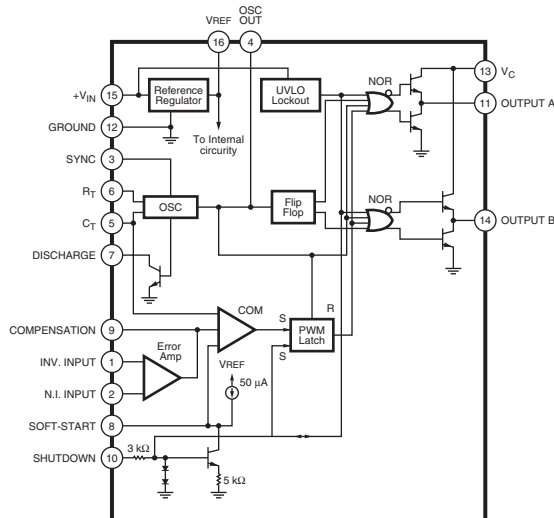 VREF
OSC
OUT
16
4
+VIN
15
Reference
Regulator
UVLO
Lockout
NOR
13
VC
11
OUTPUT A
GROUND
12
To Internal
circurity
SYNC
3
RT
6
OSC
Flip
Flop
NOR
14
OUTPUT B
CT
5
DISCHARGE
7
COM
R
S
PWM
Latch
S
COMPENSATION
9
Error
Amp
INV. INPUT
1
VREF
50 μA
N.I. INPUT
2
SOFT-START
8
SHUTDOWN
10
3 kΩ
5 kΩ